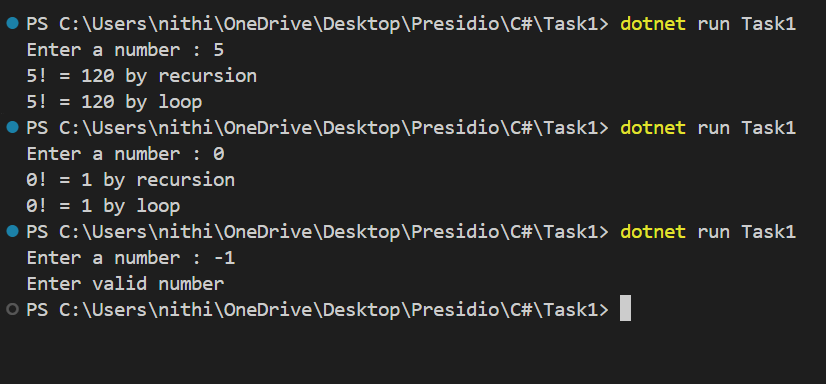 PS C:\Users\nithi\OneDrive\Desktop\Presidio\C#\Task1> dotnet run Task1
Enter a number : 5
5! = 120 by recursion
5! = 120 by loop
PS C:\Users\nithi\OneDrive\Desktop\Presidio\C#\Task1> dotnet run Task1
Enter a number : 0
0! = 1 by recursion
0! = 1 by loop
PS C:\Users\nithi\OneDrive\Desktop\Presidio\C#\Task1> dotnet run Task1
Enter a number : -1
Enter valid number
PS C:\Users\nithi\OneDrive\Desktop\Presidio\C#\Task1>